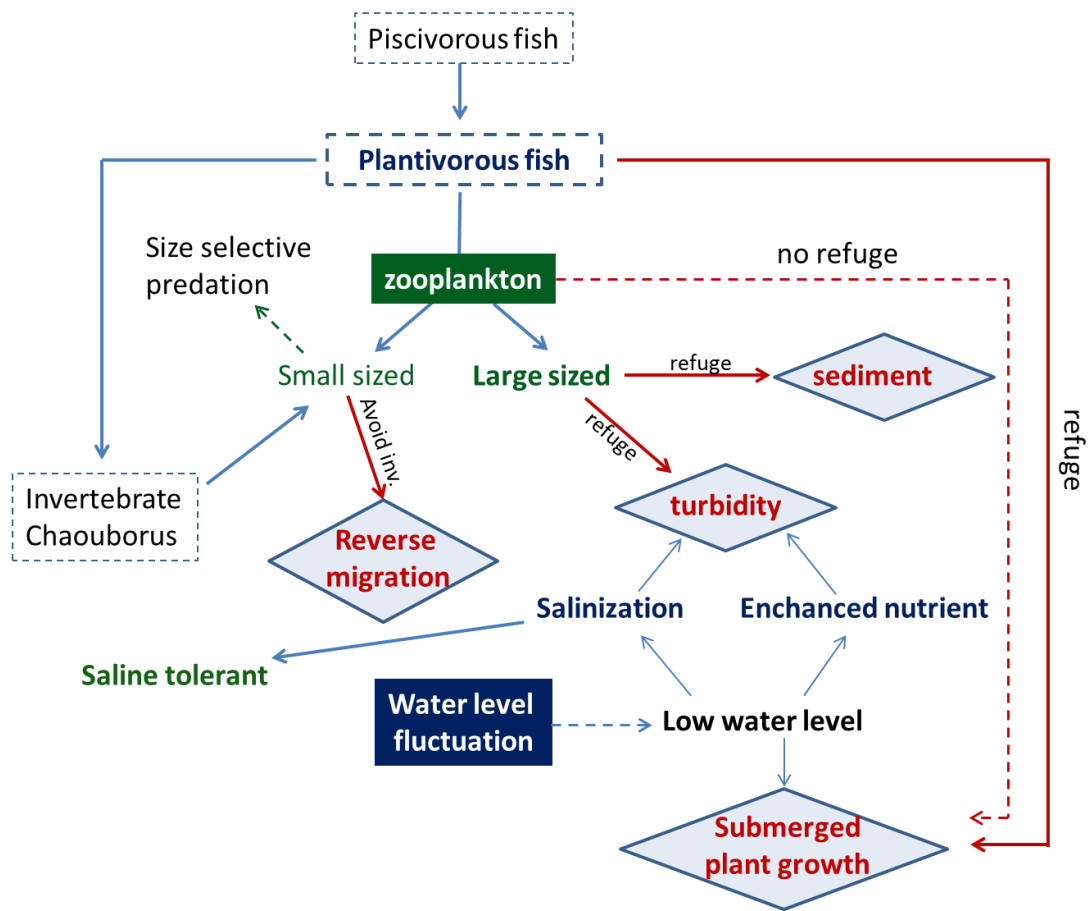 Piscivorous fish
Plantivorous fish
Size selective
predation
zooplankton
no refuge
Small sized
Large sized
refuge
sediment
Avoid inv.
refuge
refuge
Invertebrate
Chaouborus
turbidity
Reverse
migration
Salinization
Enchanced nutrient
Saline tolerant
Water level
fluctuation
Low water level
Submerged
plant growth